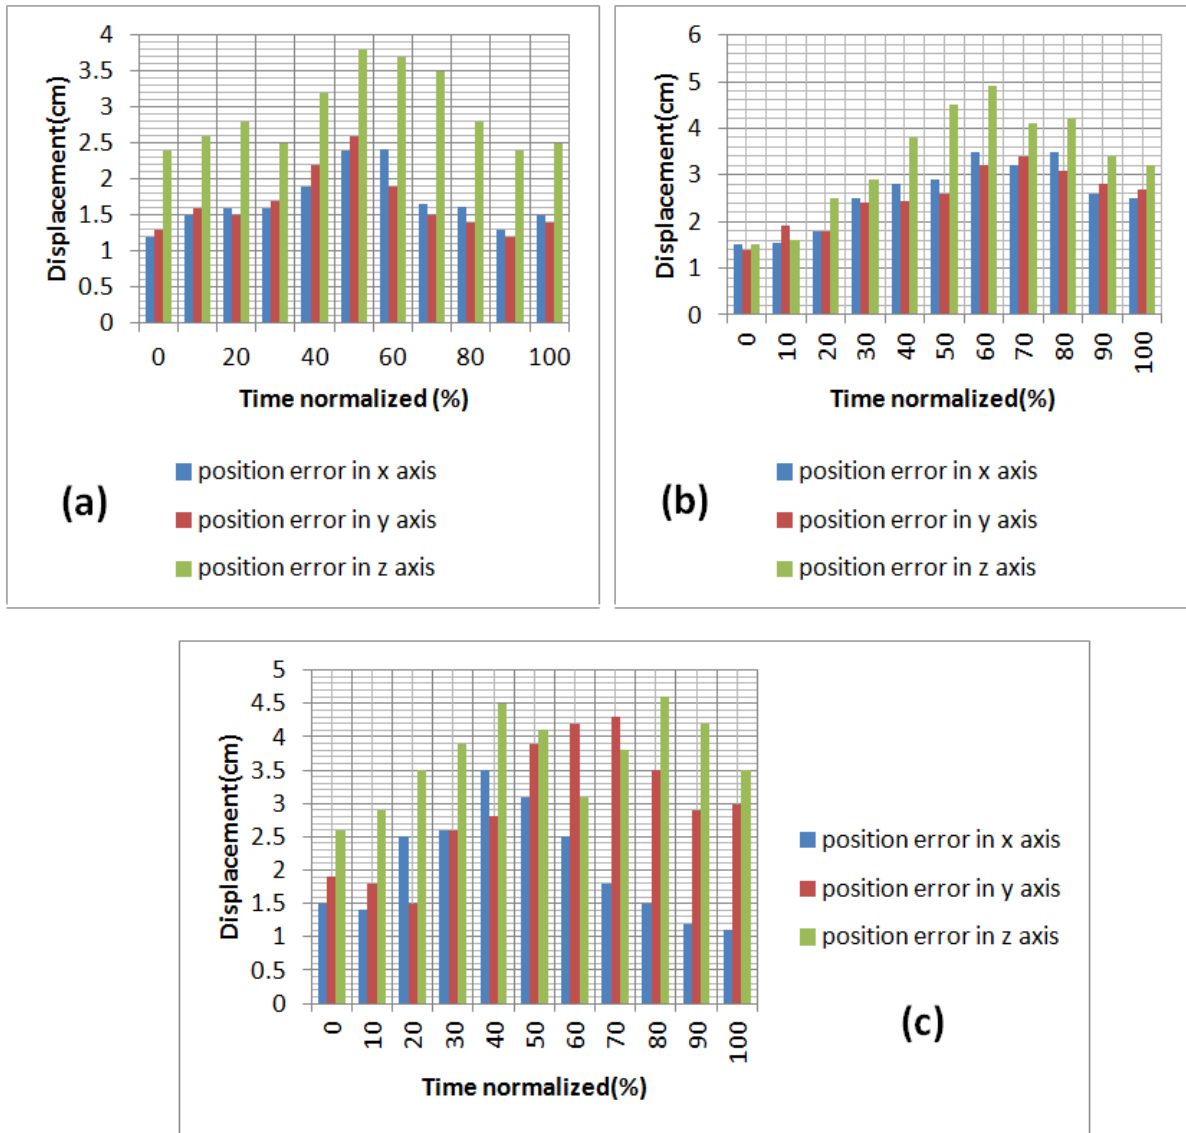 Displacement(cm)
4
3.5
3
2.5
2
1.5
1
0.5
0
0 20 40 60 80 100
Time normalized (%)
position error in x axis
position error in y axis
position error in z axis
(a)
Displacement(cm)
6
5
4
3
2
1
0
0 10 20 30 40 50 60 70 80 90 100
Time normalized(%)
position error in x axis
position error in y axis
position error in z axis
(b)
Displacement(cm)
5
4.5
4
3.5
3
2.5
2
1.5
1
0.5
0
0 10 20 30 40 50 60 70 80 90 100
Time normalized(%)
position error in x axis
position error in y axis
position error in z axis
(c)